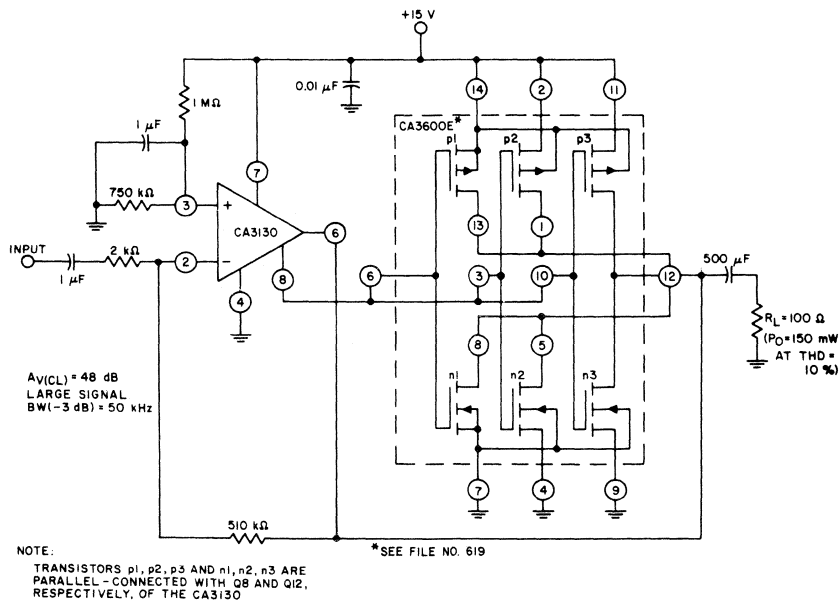 +15 V
0.01 µF
1 MΩ
1 µF
750 kΩ
3
+
7
CA3130
6
INPUT
1 µF
2 kΩ
2
−
8
4
14
2
11
CA3600E*
p1
p2
p3
13
1
6
3
10
12
500 µF
RL=100 Ω
(PO=150 mW
AT THD=
10 %)
8
5
n1
n2
n3
7
4
9
AV(CL) = 48 dB
LARGE SIGNAL
BW(−3 dB) = 50 kHz
510 kΩ
*SEE FILE NO. 619
NOTE:
TRANSISTORS p1, p2, p3 AND n1, n2, n3 ARE
PARALLEL-CONNECTED WITH Q8 AND Q12,
RESPECTIVELY, OF THE CA3130